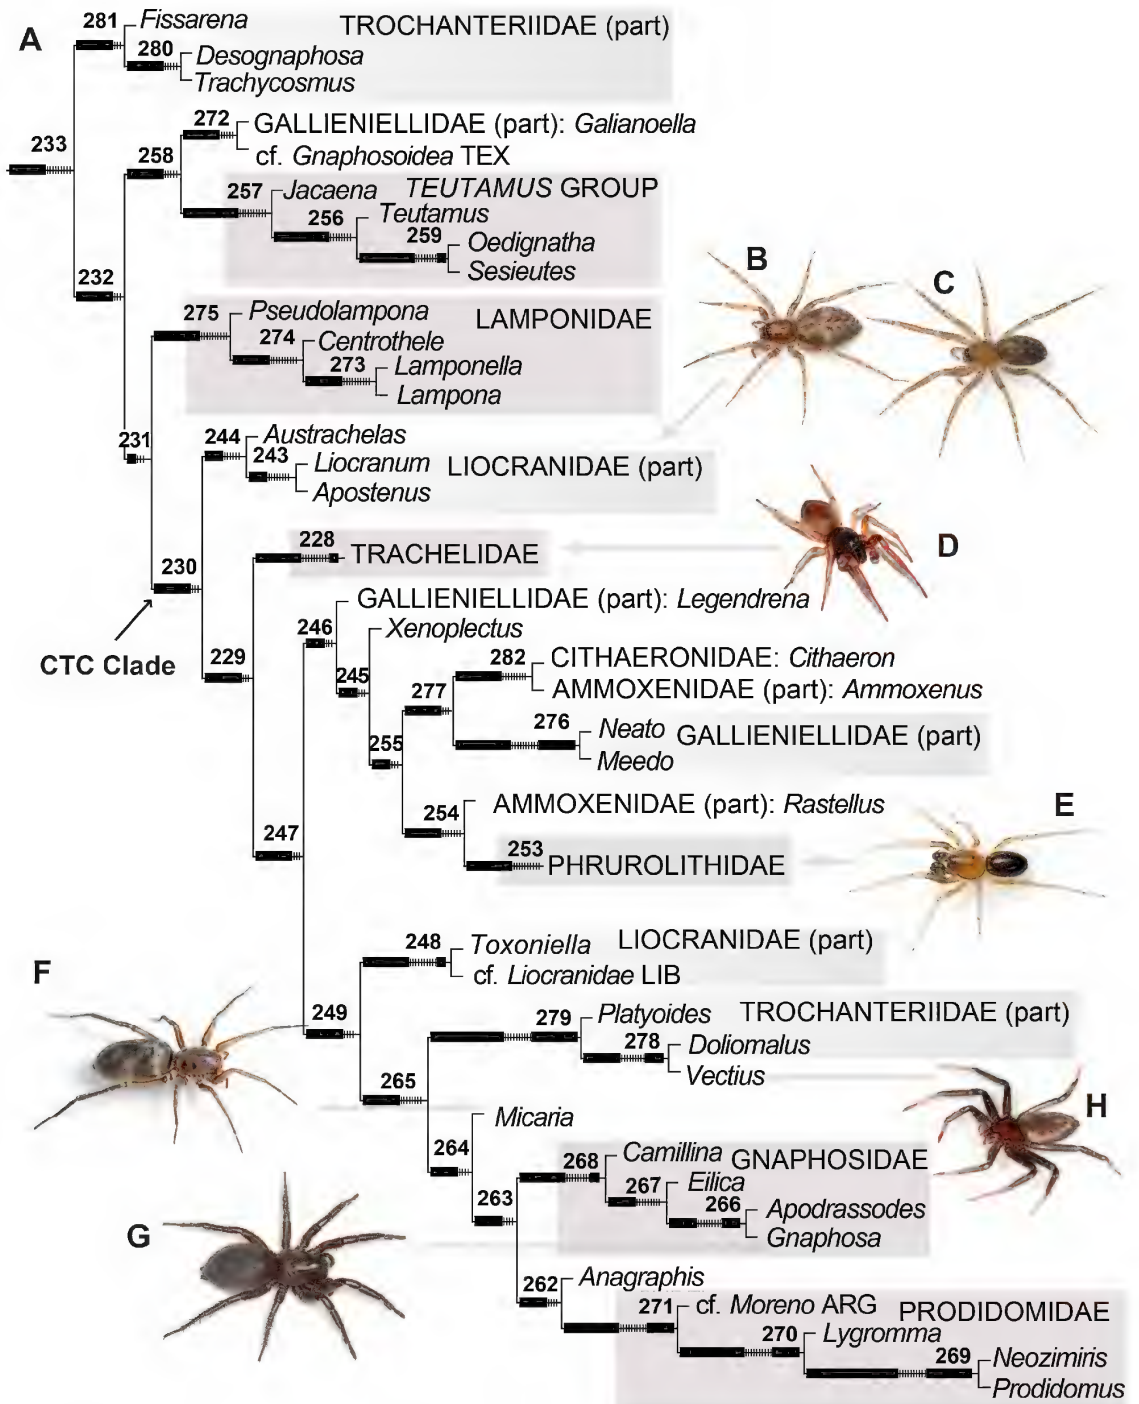 A
281
Fissarena
TROCHANTERIIDAE (part)
280
Desognaphosa
Trachycosmus
233
272
GALLIENIELLIDAE (part): Galianoella
cf. Gnaphosoidea TEX
258
257
Jacaena
TEUTAMUS GROUP
256
Teutamus
259
Oedignatha
Sesieutes
232
B
C
275
Pseudolampona
LAMPONIDAE
274
Centrothele
273
Lamponella
Lampona
231
244
Austrachelas
243
Liocranum
LIOCRANIDAE (part)
Apostenus
228
TRACHELIDAE
D
230
CTC Clade
229
GALLIENIELLIDAE (part): Legendrena
246
Xenoplectus
245
282
CITHAERONIDAE: Cithaeron
AMMOXENIDAE (part): Ammoxenus
277
276
Neato
GALLIENIELLIDAE (part)
Meedo
255
254
AMMOXENIDAE (part): Rastellus
E
247
253
PHRUROLITHIDAE
248
Toxoniella
LIOCRANIDAE (part)
cf. Liocranidae LIB
F
249
279
Platyoides
TROCHANTERIIDAE (part)
278
Doliomalus
Vectius
265
H
Micaria
264
268
Camillina
GNAPHOSIDAE
267
Eilica
263
266
Apodrassodes
Gnaphosa
G
262
Anagraphis
271
cf. Moreno ARG
PRODIDOMIDAE
270
Lygromma
269
Neozimiris
Prodidomus